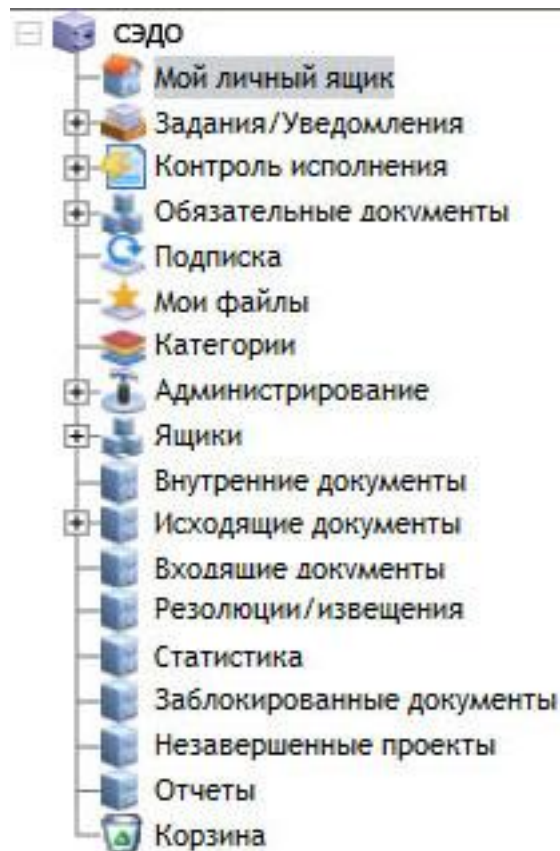 СЭДО
Мой личный ящик
Задания/Уведомления
Контроль исполнения
Обязательные документы
Подписка
Мои файлы
Категории
Администрирование
Ящики
Внутренние документы
Исходящие документы
Входящие документы
Резолюции/извещения
Статистика
Заблокированные документы
Незавершенные проекты
Отчеты
Корзина